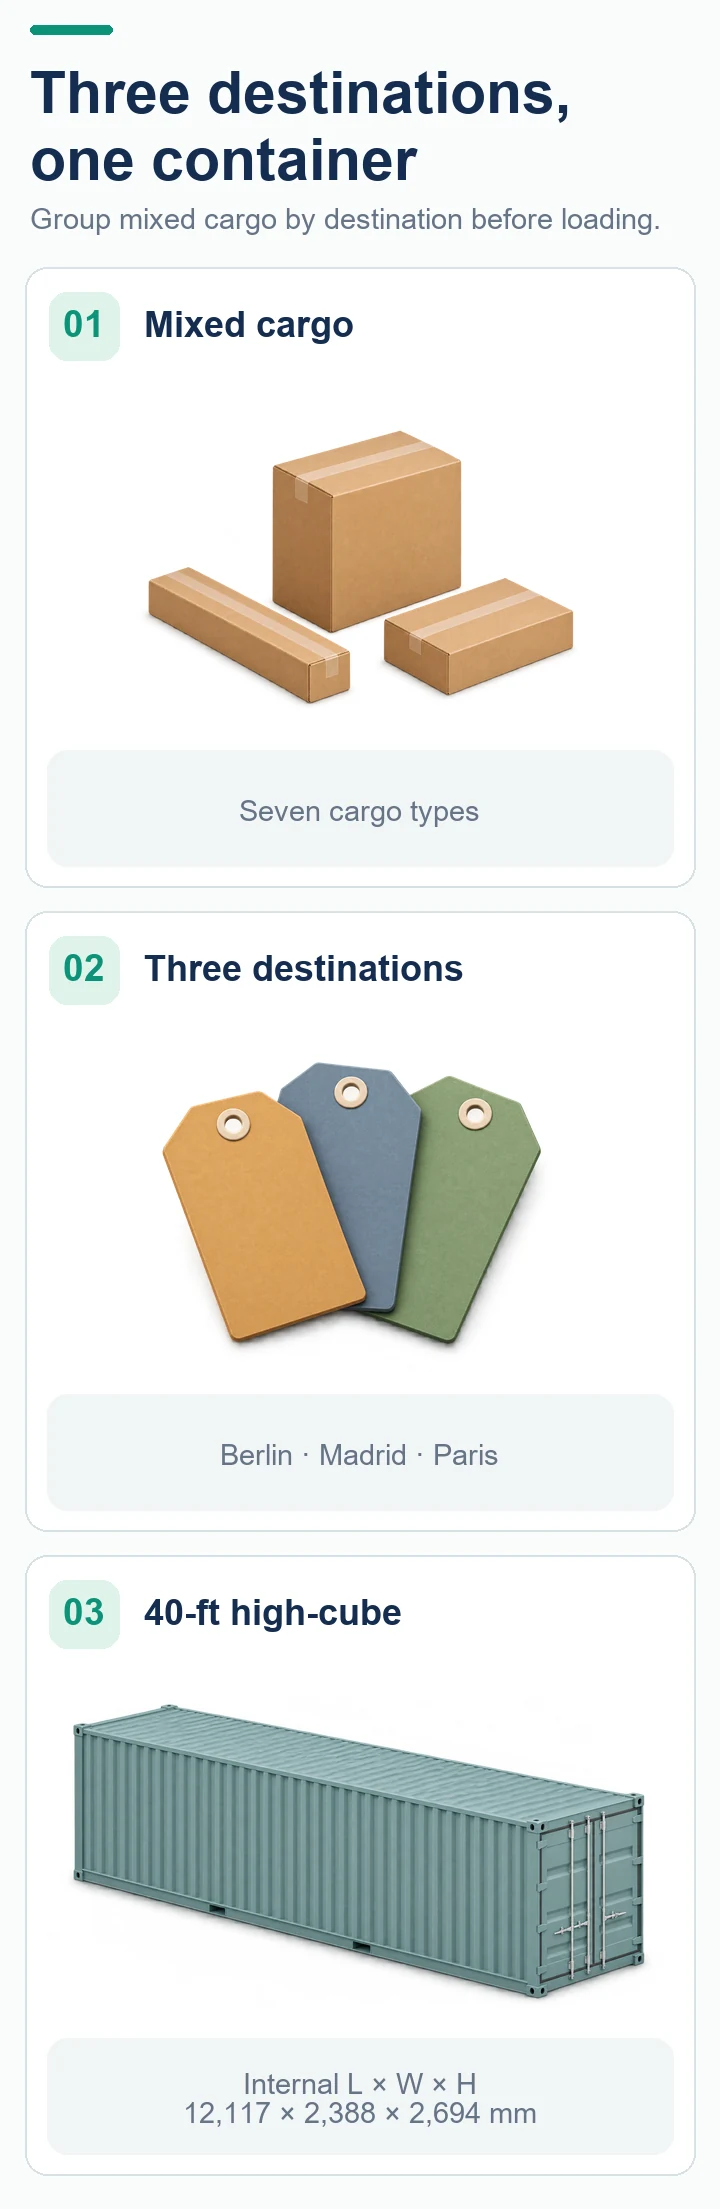 Three destinations,
one container
Group mixed cargo by destination before loading.
01
Mixed cargo
Seven cargo types
02
Three destinations
Berlin · Madrid · Paris
03
40-ft high-cube
Internal L × W × H
12,117 × 2,388 × 2,694 mm